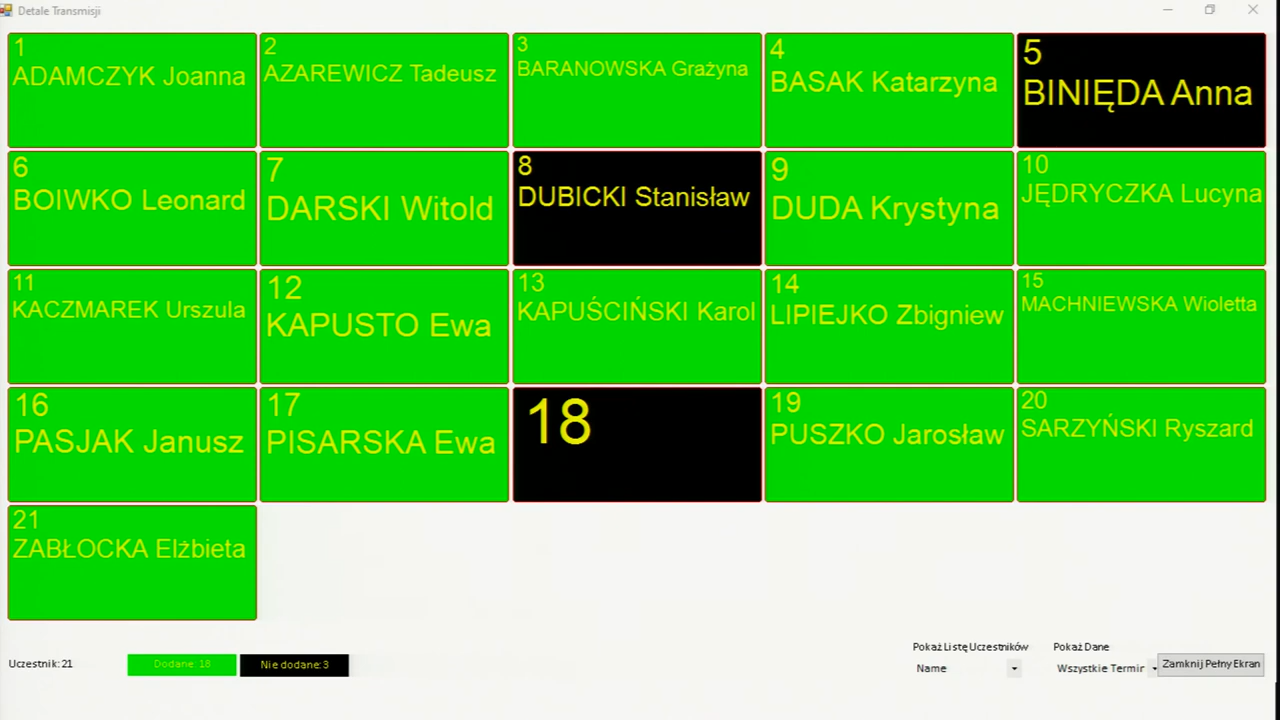 Detale Transmisji
1
ADAMCZYK Joanna
2
AZAREWICZ Tadeusz
3
BARANOWSKA Grażyna
4
BASAK Katarzyna
5
BINIĘDA Anna
6
BOIWKO Leonard
7
DARSKI Witold
8
DUBICKI Stanisław
9
DUDA Krystyna
10
JĘDRYCZKA Lucyna
11
KACZMAREK Urszula
12
KAPUSTO Ewa
13
KAPUŚCIŃSKI Karol
14
LIPIEJKO Zbigniew
15
MACHNIEWSKA Wioletta
16
PASJAK Janusz
17
PISARSKA Ewa
18
19
PUSZKO Jarosław
20
SARZYŃSKI Ryszard
21
ZABŁOCKA Elżbieta
Uczestnik: 21
Dodane: 18
Nie dodane: 3
Pokaż Listę Uczestników
Name
Pokaż Dane
Wszystkie Termir
Zamknij Pełny Ekran